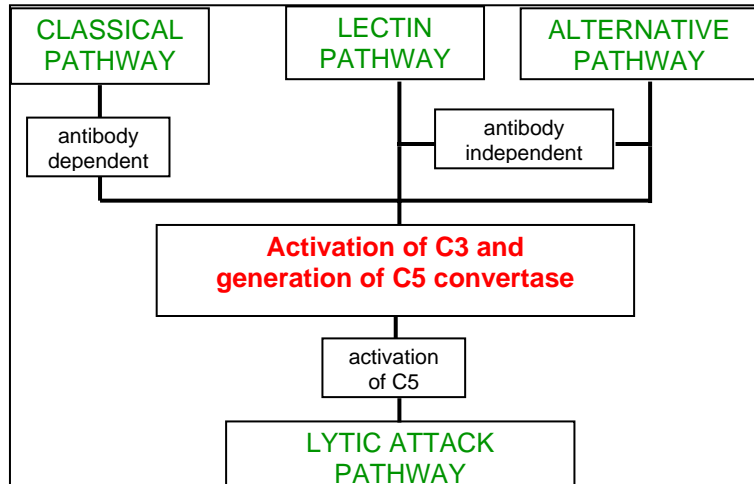 CLASSICAL
PATHWAY
LECTIN
PATHWAY
ALTERNATIVE
PATHWAY
antibody
dependent
antibody
independent
Activation of C3 and
generation of C5 convertase
activation
of C5
LYTIC ATTACK
PATHWAY